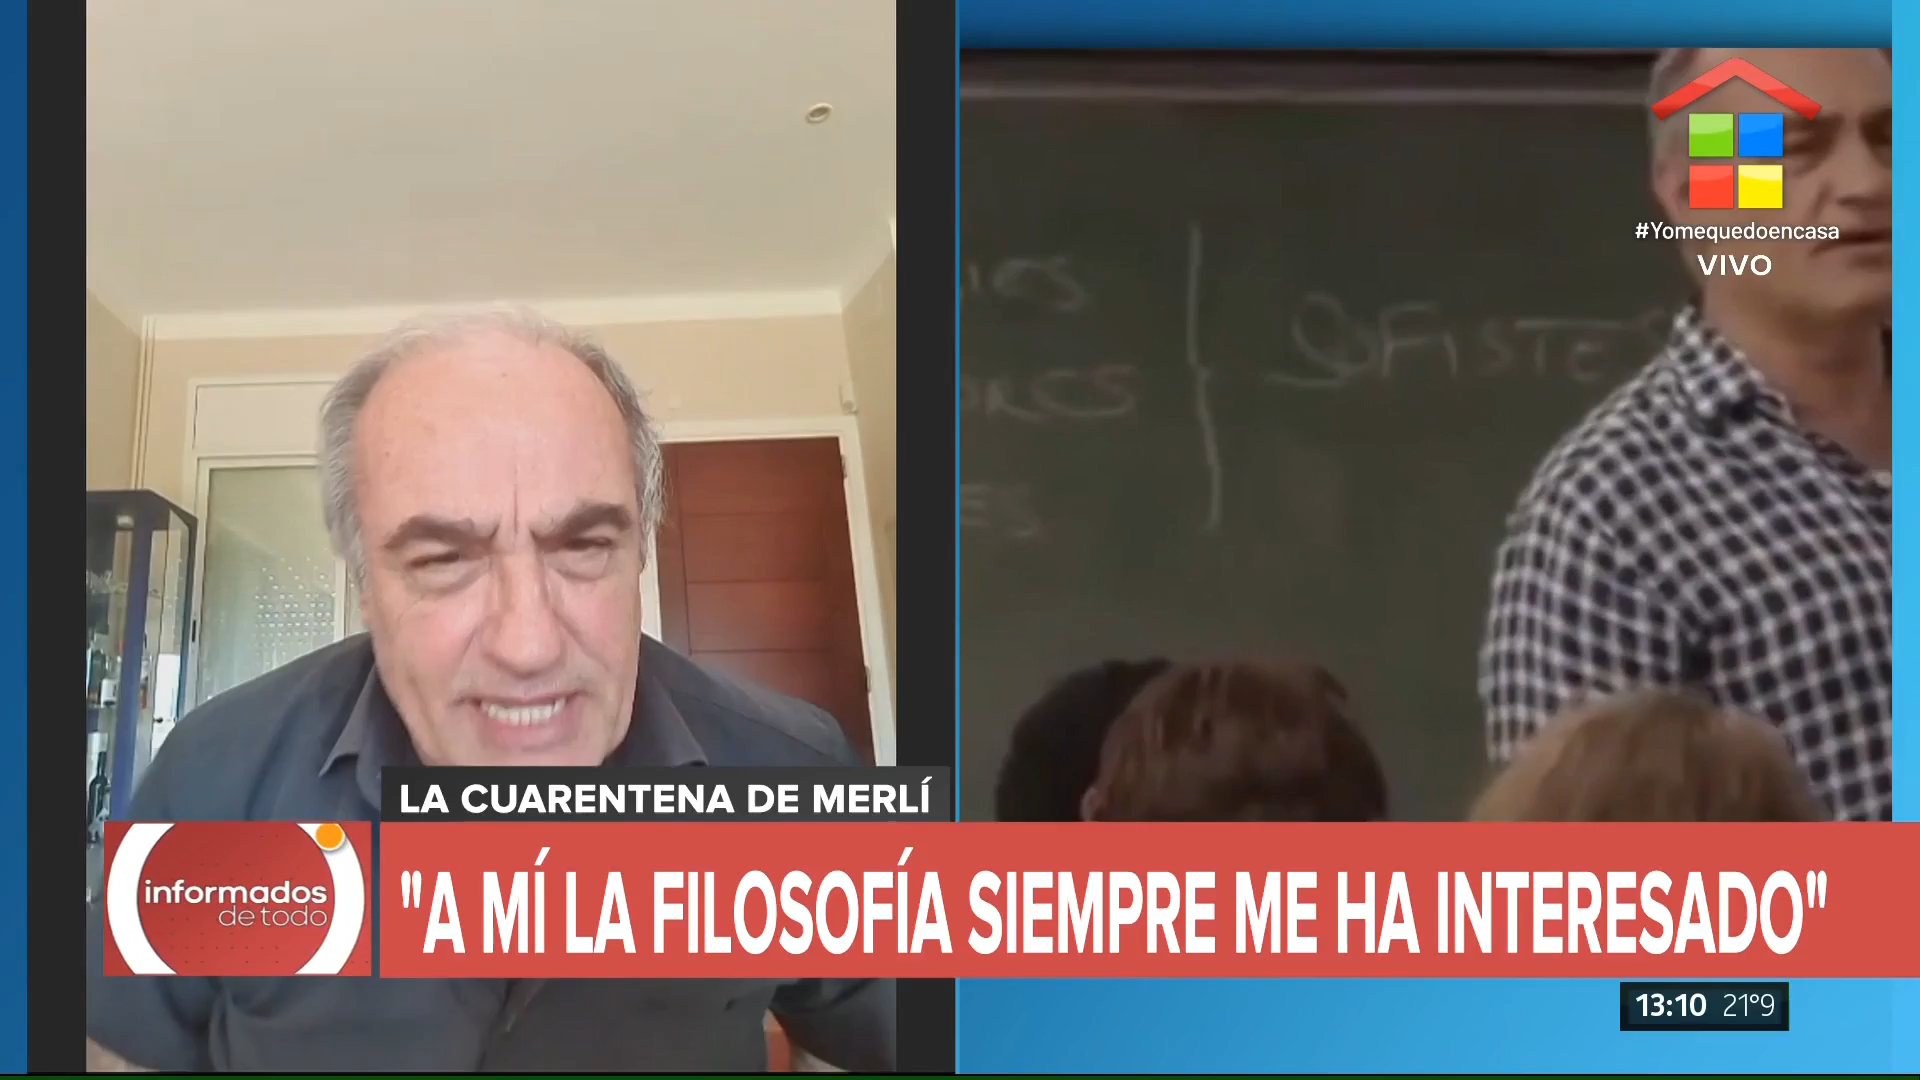 #Yomequedoencasa
VIVO
SOFISTE
LA CUARENTENA DE MERLÍ
informados
de todo
"A MÍ LA FILOSOFÍA SIEMPRE ME HA INTERESADO"
13:10 21°9